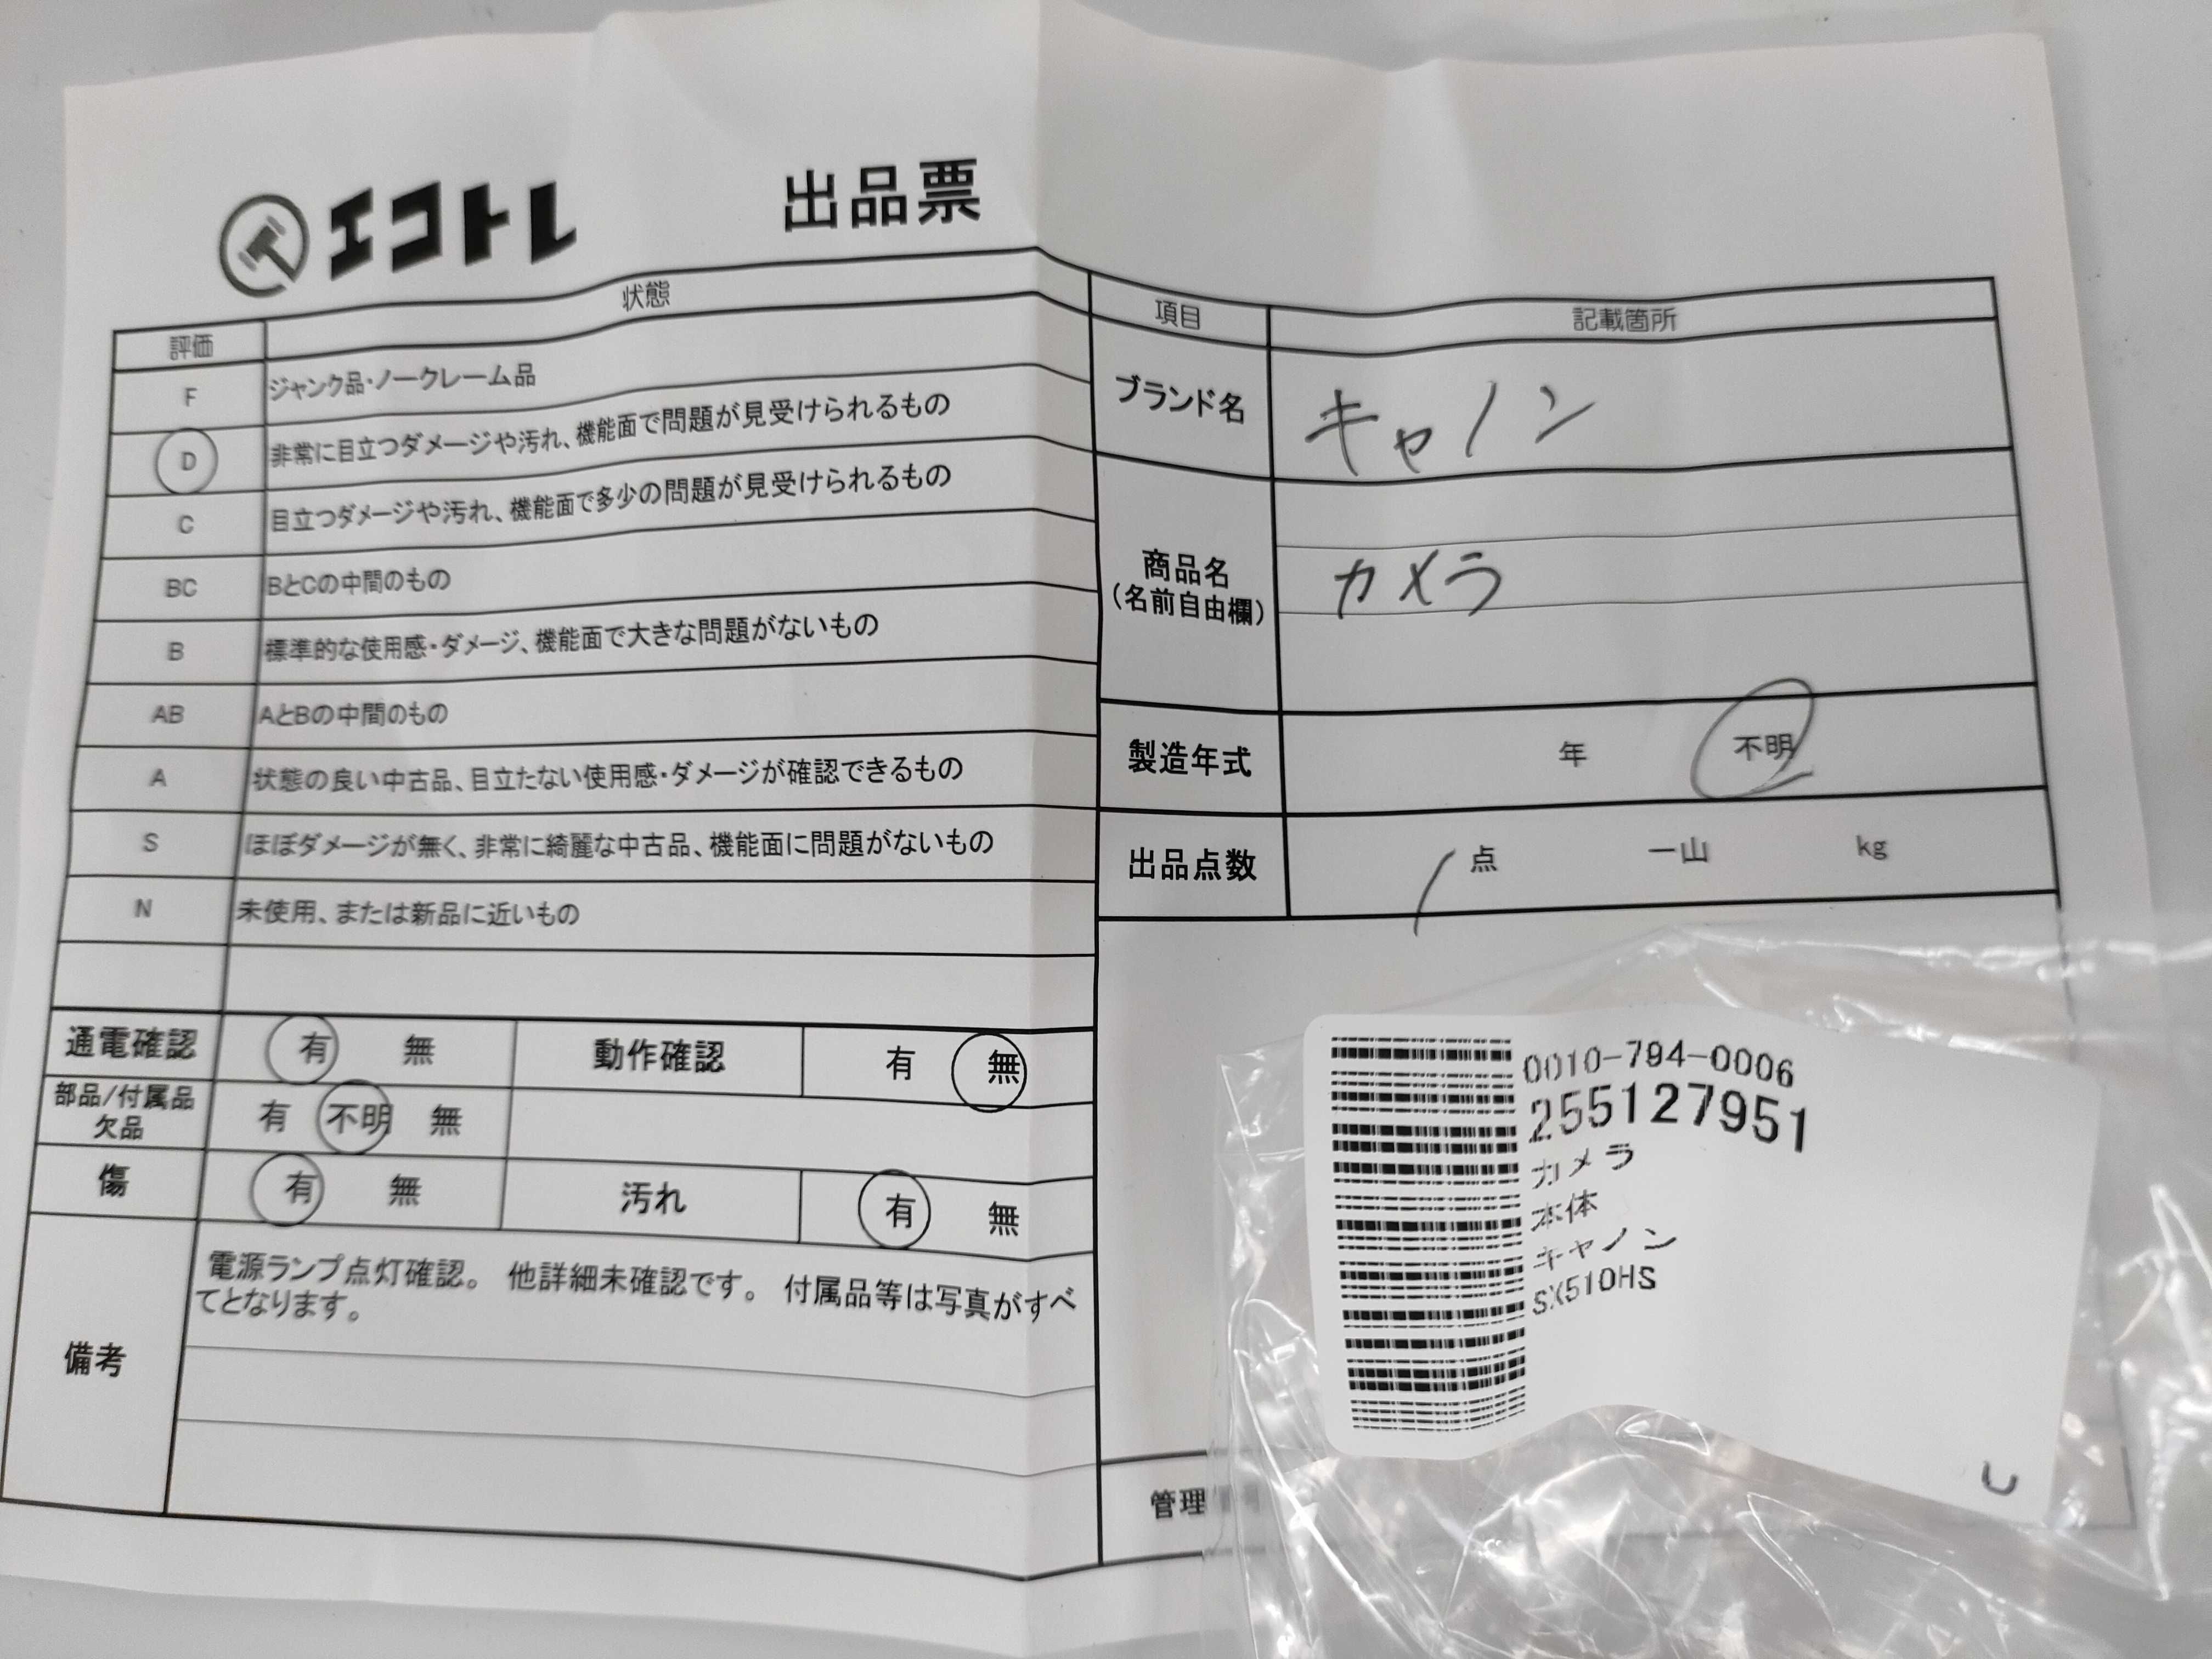 エコトレ
出品票
評価 状態
F ジャンク品・ノークレーム品
D 非常に目立つダメージや汚れ、機能面で問題が見受けられるもの
C 目立つダメージや汚れ、機能面で多少の問題が見受けられるもの
BC BとCの中間のもの
B 標準的な使用感・ダメージ、機能面で大きな問題がないもの
AB AとBの中間のもの
A 状態の良い中古品、目立たない使用感・ダメージが確認できるもの
S ほぼダメージが無く、非常に綺麗な中古品、機能面に問題がないもの
N 未使用、または新品に近いもの
通電確認 有 無 動作確認 有 無
部品/付属品
欠品 有 不明 無
傷 有 無 汚れ 有 無
備考
電源ランプ点灯確認。 他詳細未確認です。 付属品等は写真がすべ
てとなります。
項目 記載箇所
ブランド名 キャノン
商品名
(名前自由欄) カメラ
製造年式 年 不明
出品点数 1 点 一山 kg
管理
0010-794-0006
255127951
カメラ
本体
キャノン
SX510HS